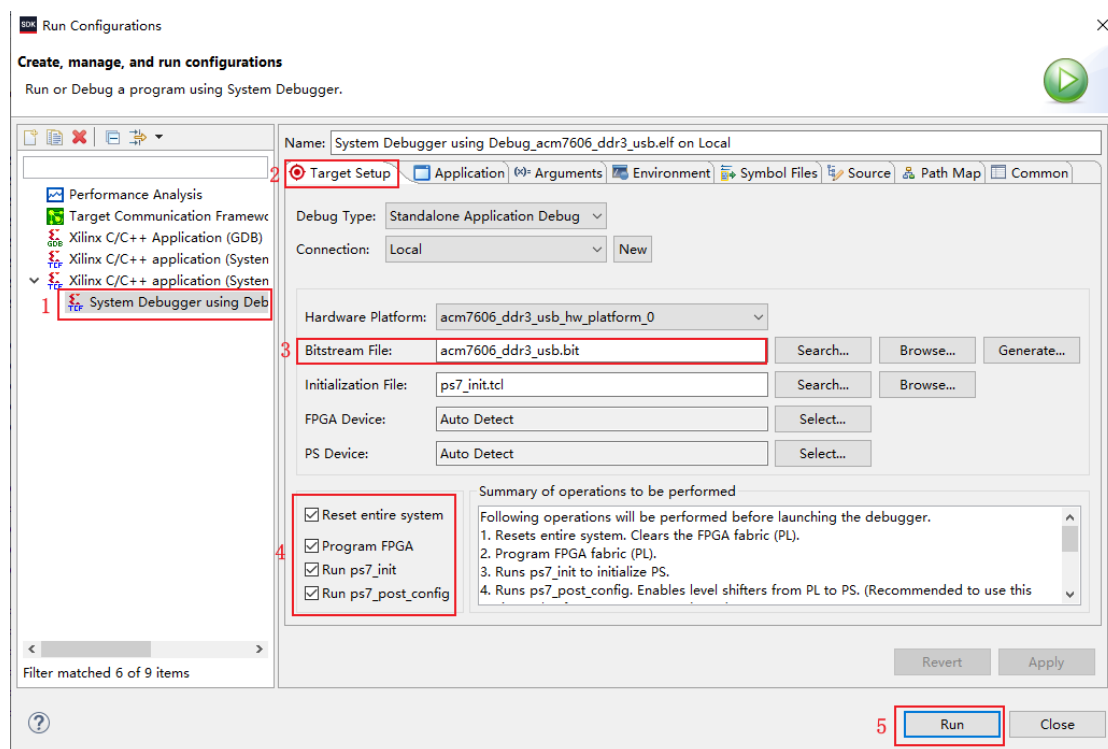 SDK Run Configurations
Create, manage, and run configurations
Run or Debug a program using System Debugger.
Name: System Debugger using Debug_acm7606_ddr3_usb.elf on Local
2 Target Setup Application (x)= Arguments Environment Symbol Files Source Path Map Common
Performance Analysis
Target Communication Framewo
GDB Xilinx C/C++ Application (GDB)
TCF Xilinx C/C++ application (System
TCF Xilinx C/C++ application (System
1 TCF System Debugger using Deb
Filter matched 6 of 9 items
Debug Type: Standalone Application Debug
Connection: Local New
Hardware Platform: acm7606_ddr3_usb_hw_platform_0
3 Bitstream File: acm7606_ddr3_usb.bit Search... Browse... Generate...
Initialization File: ps7_init.tcl Search... Browse...
FPGA Device: Auto Detect Select...
PS Device: Auto Detect Select...
4
Reset entire system
Program FPGA
Run ps7_init
Run ps7_post_config
Summary of operations to be performed
Following operations will be performed before launching the debugger.
1. Resets entire system. Clears the FPGA fabric (PL).
2. Program FPGA fabric (PL).
3. Runs ps7_init to initialize PS.
4. Runs ps7_post_config. Enables level shifters from PL to PS. (Recommended to use this
Revert Apply
? 5 Run Close